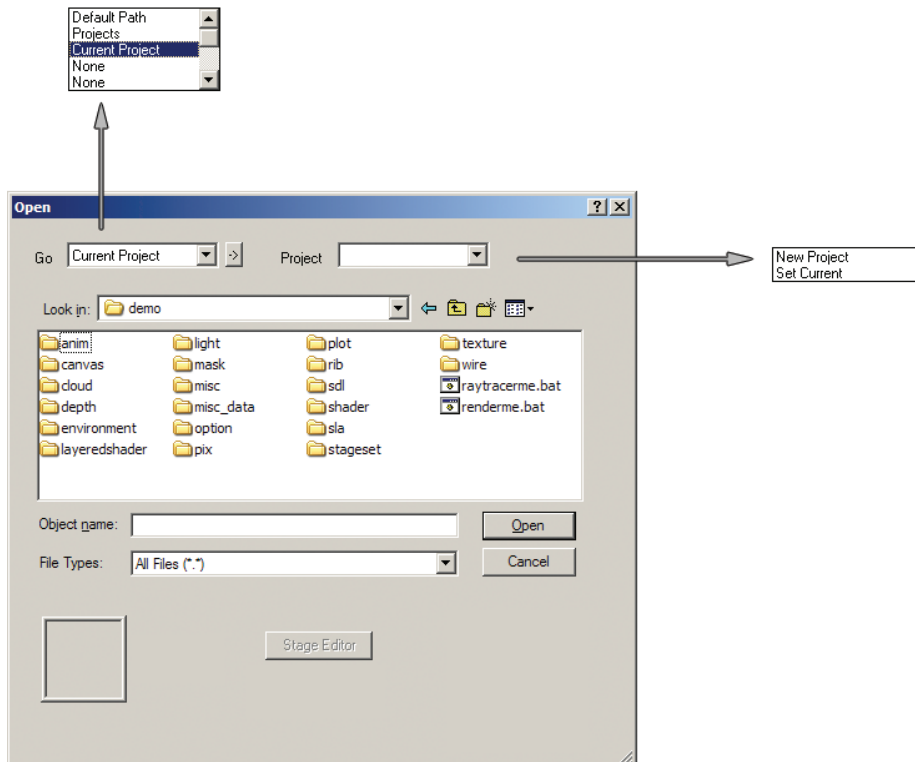 Default Path
Projects
Current Project
None
None
Open
Go Current Project -> Project
New Project
Set Current
Look in: demo
anim light plot texture
canvas mask rib wire
cloud misc sdl raytracerme.bat
depth misc_data shader renderme.bat
environment option sla
layeredshader pix stageset
Object name: Open
File Types: All Files (*.*) Cancel
Stage Editor